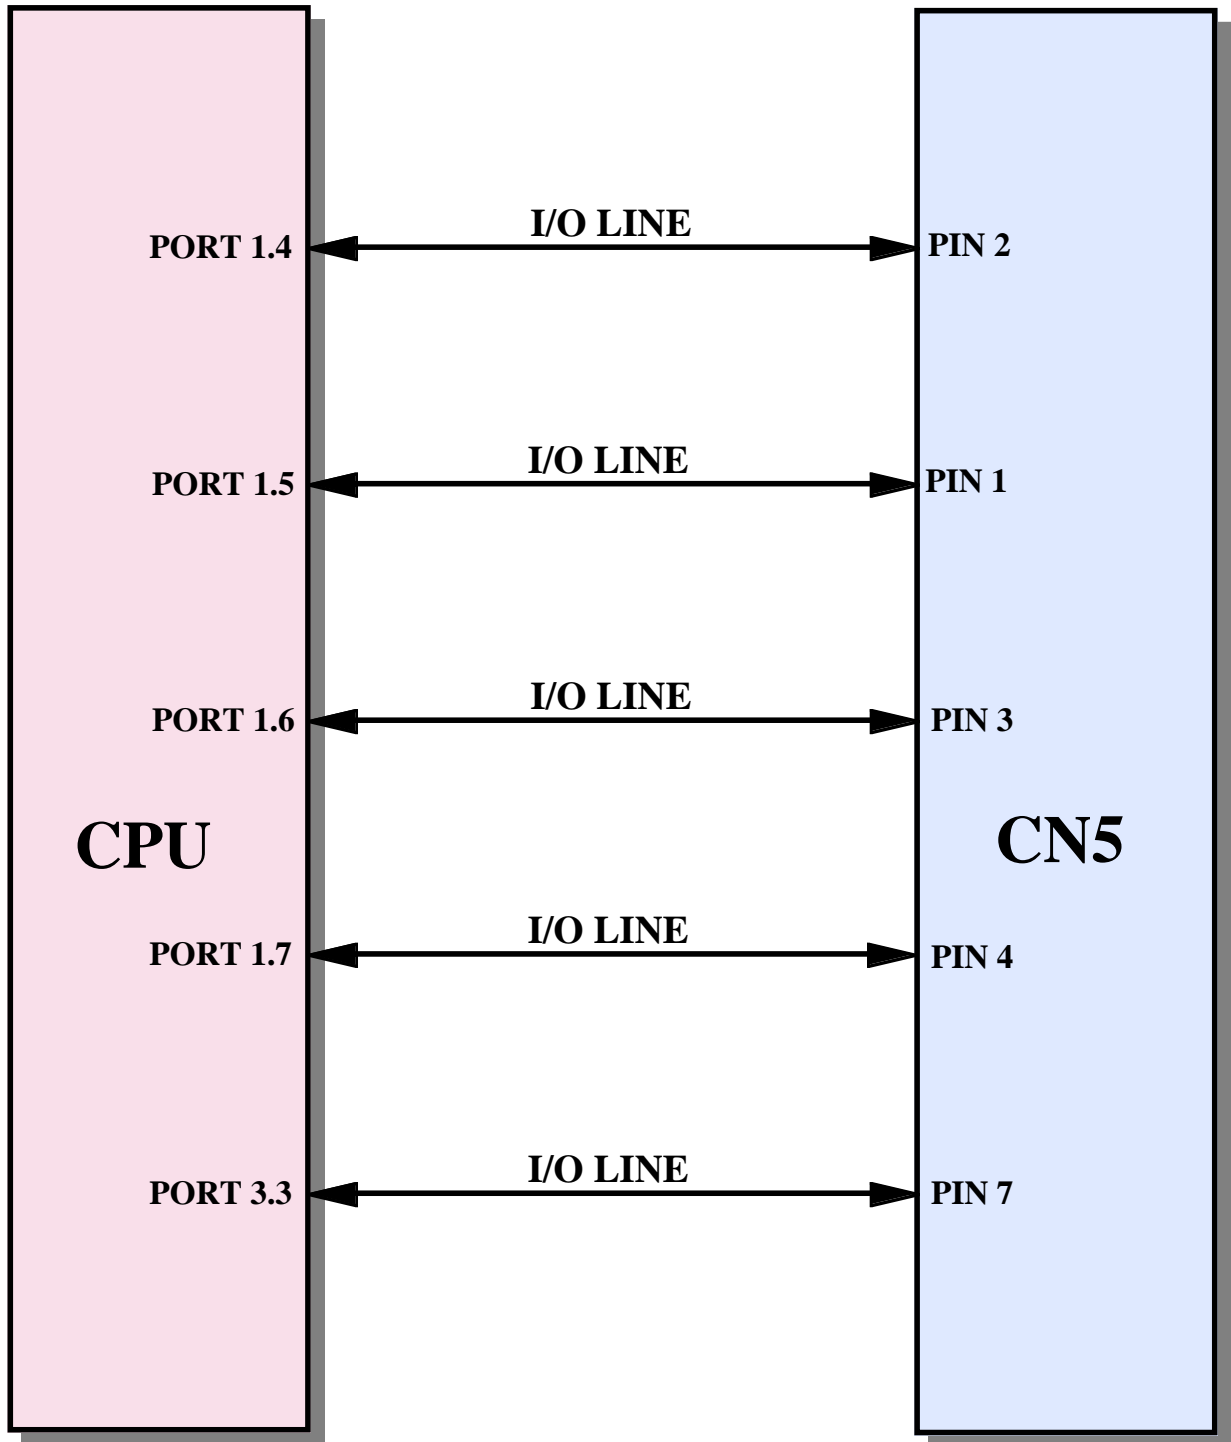 I/O LINE
PORT 1.4
PIN 2
I/O LINE
PORT 1.5
PIN 1
I/O LINE
PORT 1.6
PIN 3
CPU
CN5
I/O LINE
PORT 1.7
PIN 4
I/O LINE
PORT 3.3
PIN 7